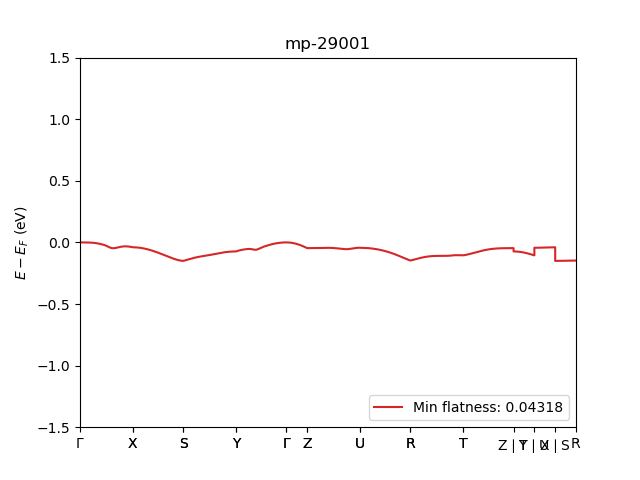 mp-29001
E − E_F (eV)
1.5
1.0
0.5
0.0
−0.5
−1.0
−1.5
Min flatness: 0.04318
Γ X S Y Γ Z U R T Z | Y | | S R